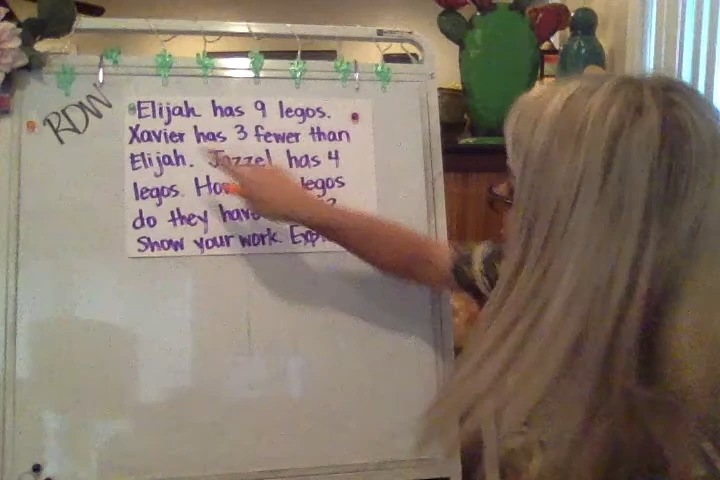 RDW
Elijah has 9 legos.
Xavier has 3 fewer than
Elijah. Jazzel has 4
legos. How legos
do they have ?
Show your work.